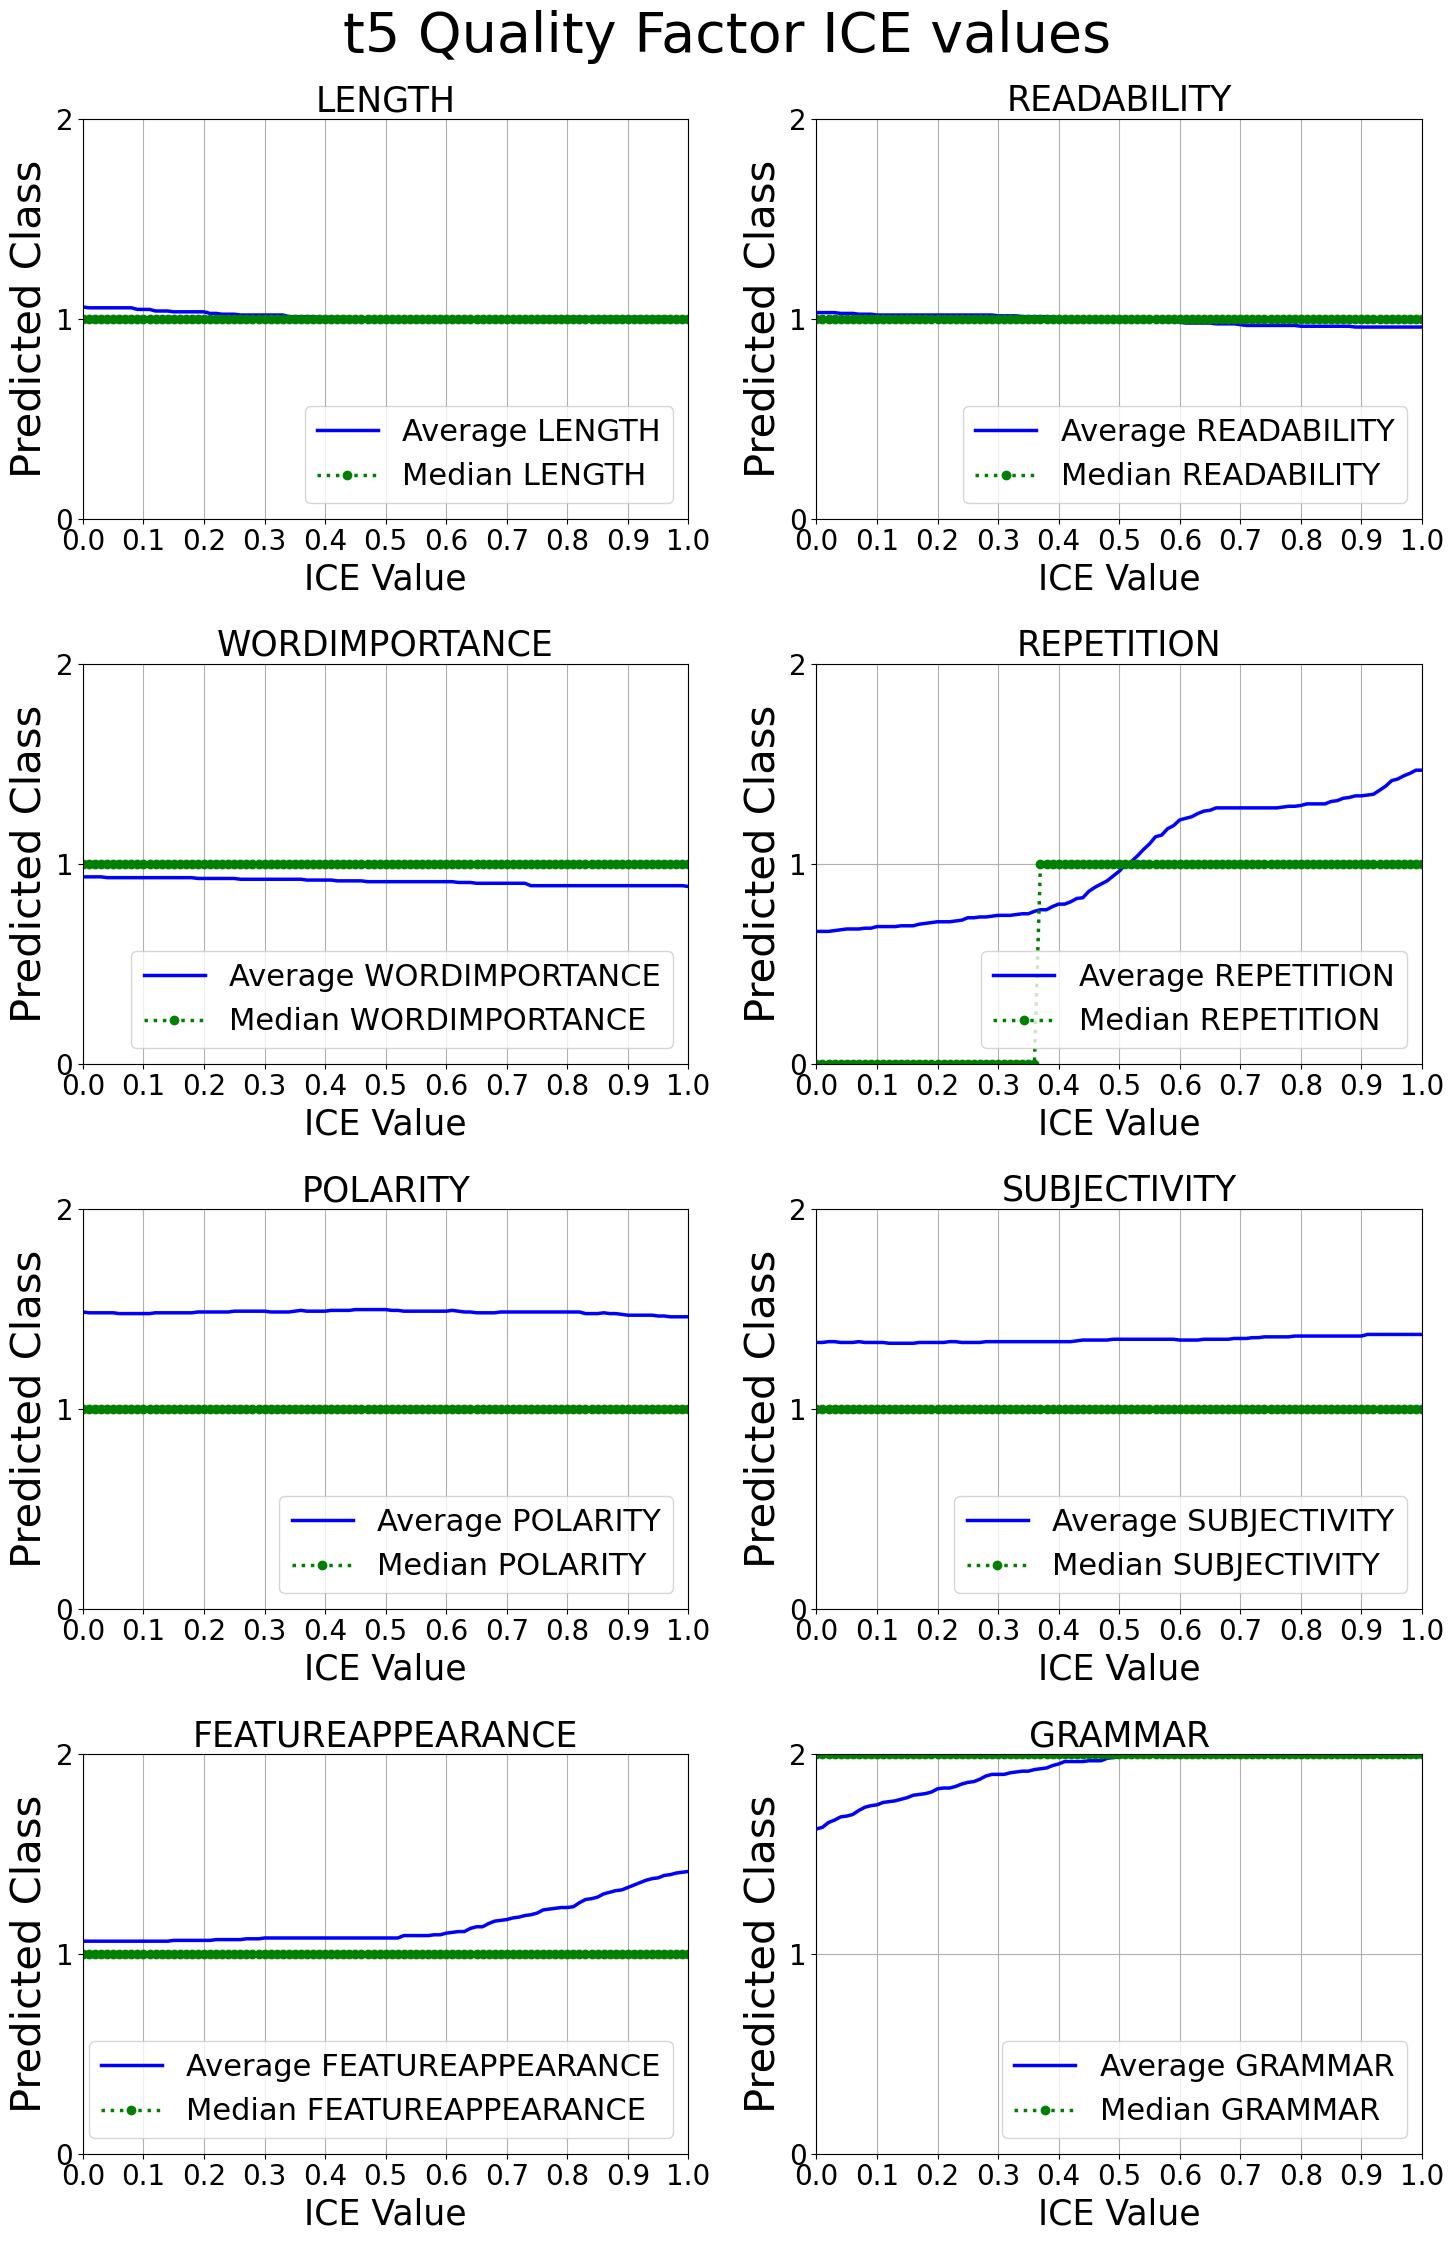 t5 Quality Factor ICE values
LENGTH
Predicted Class
2
1
0
Average LENGTH
Median LENGTH
0.0 0.1 0.2 0.3 0.4 0.5 0.6 0.7 0.8 0.9 1.0
ICE Value
READABILITY
Predicted Class
2
1
0
Average READABILITY
Median READABILITY
0.0 0.1 0.2 0.3 0.4 0.5 0.6 0.7 0.8 0.9 1.0
ICE Value
WORDIMPORTANCE
Predicted Class
2
1
0
Average WORDIMPORTANCE
Median WORDIMPORTANCE
0.0 0.1 0.2 0.3 0.4 0.5 0.6 0.7 0.8 0.9 1.0
ICE Value
REPETITION
Predicted Class
2
1
0
Average REPETITION
Median REPETITION
0.0 0.1 0.2 0.3 0.4 0.5 0.6 0.7 0.8 0.9 1.0
ICE Value
POLARITY
Predicted Class
2
1
0
Average POLARITY
Median POLARITY
0.0 0.1 0.2 0.3 0.4 0.5 0.6 0.7 0.8 0.9 1.0
ICE Value
SUBJECTIVITY
Predicted Class
2
1
0
Average SUBJECTIVITY
Median SUBJECTIVITY
0.0 0.1 0.2 0.3 0.4 0.5 0.6 0.7 0.8 0.9 1.0
ICE Value
FEATUREAPPEARANCE
Predicted Class
2
1
0
Average FEATUREAPPEARANCE
Median FEATUREAPPEARANCE
0.0 0.1 0.2 0.3 0.4 0.5 0.6 0.7 0.8 0.9 1.0
ICE Value
GRAMMAR
Predicted Class
2
1
0
Average GRAMMAR
Median GRAMMAR
0.0 0.1 0.2 0.3 0.4 0.5 0.6 0.7 0.8 0.9 1.0
ICE Value